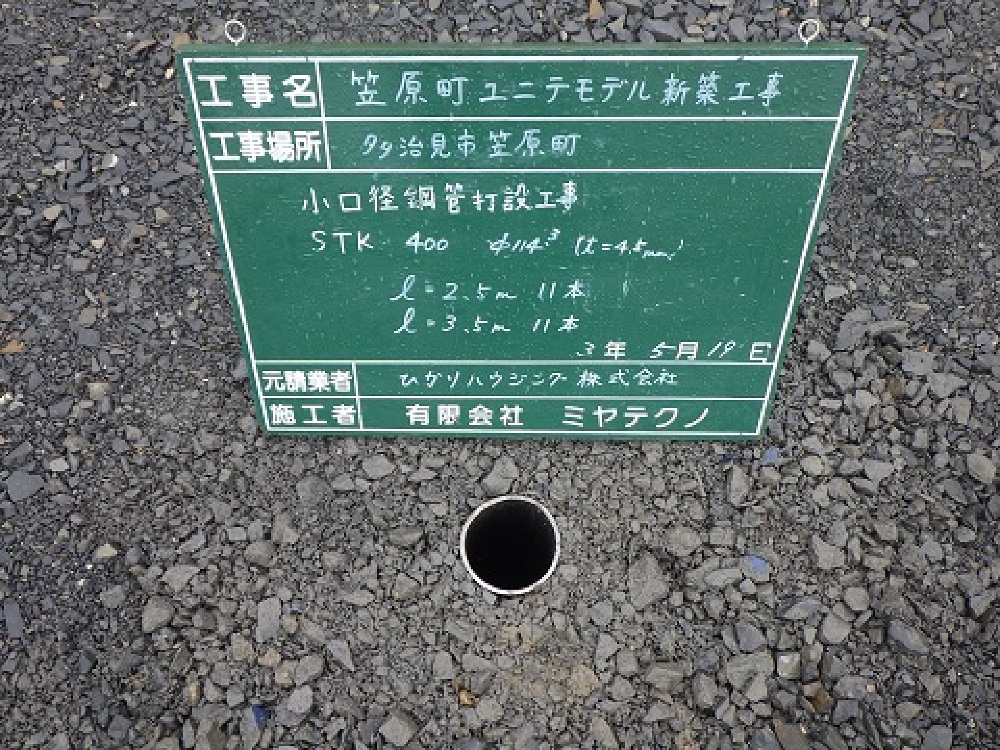 工事名 笠原町ユニテモデル新築工事
工事場所 多治見市笠原町
小口径鋼管打設工事
STK 400 φ114.3 (t=4.5mm)
l=2.5m 11本
l=3.5m 11本
3年 5月19日
元請業者 ひかりハウジング株式会社
施工者 有限会社 ミヤテクノ